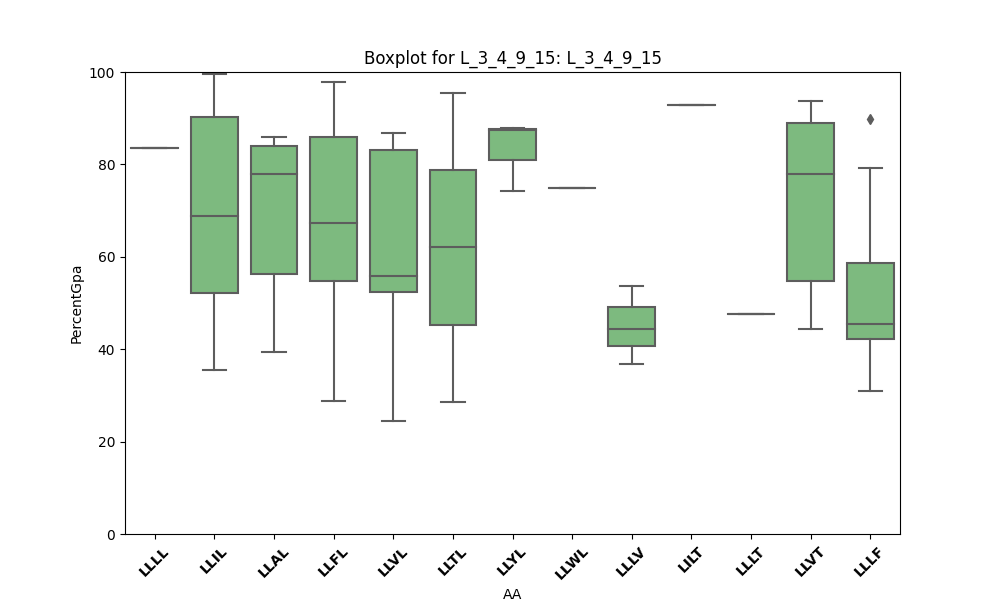 Boxplot for L_3_4_9_15: L_3_4_9_15
100
80
60
40
20
0
PercentGpa
LLLL LLIL LLAL LLFL LLVL LLTL LLYL LLWL LLLV LILT LLLT LLVT LLLF
AA